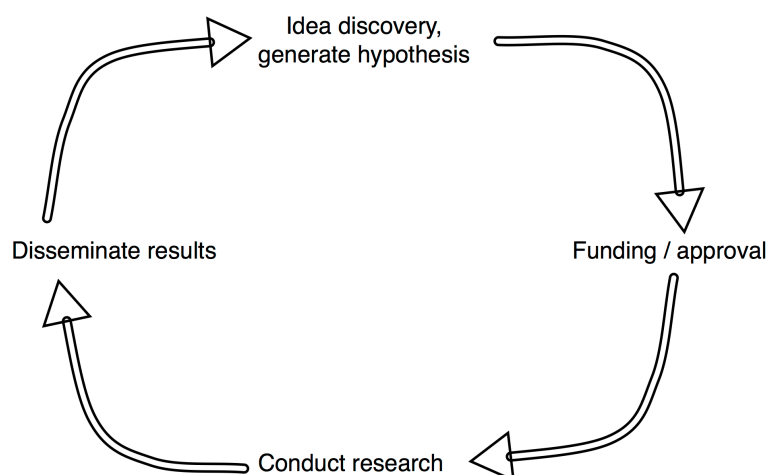 Idea discovery,
generate hypothesis
Disseminate results
Funding / approval
Conduct research